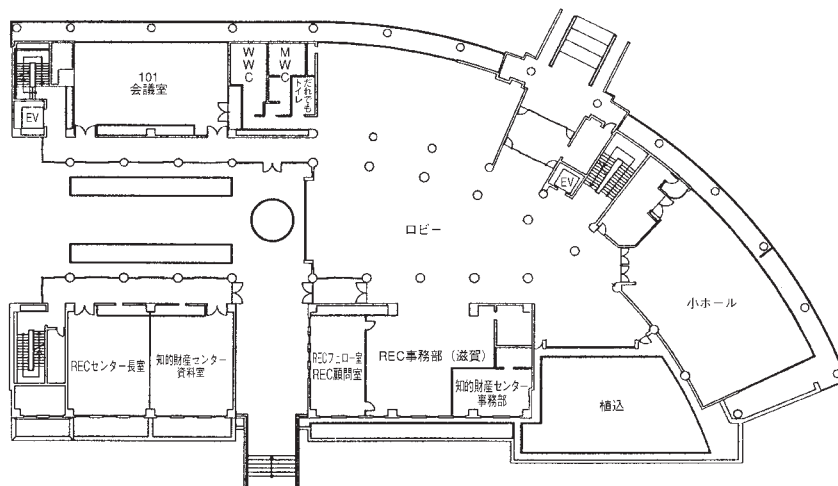 101
会議室
WWC
MWC
だれでも
トイレ
EV
EV
ロビー
小ホール
RECセンター長室
知的財産センター
資料室
RECフェロー室
REC顧問室
REC事務部（滋賀）
知的財産センター
事務部
植込